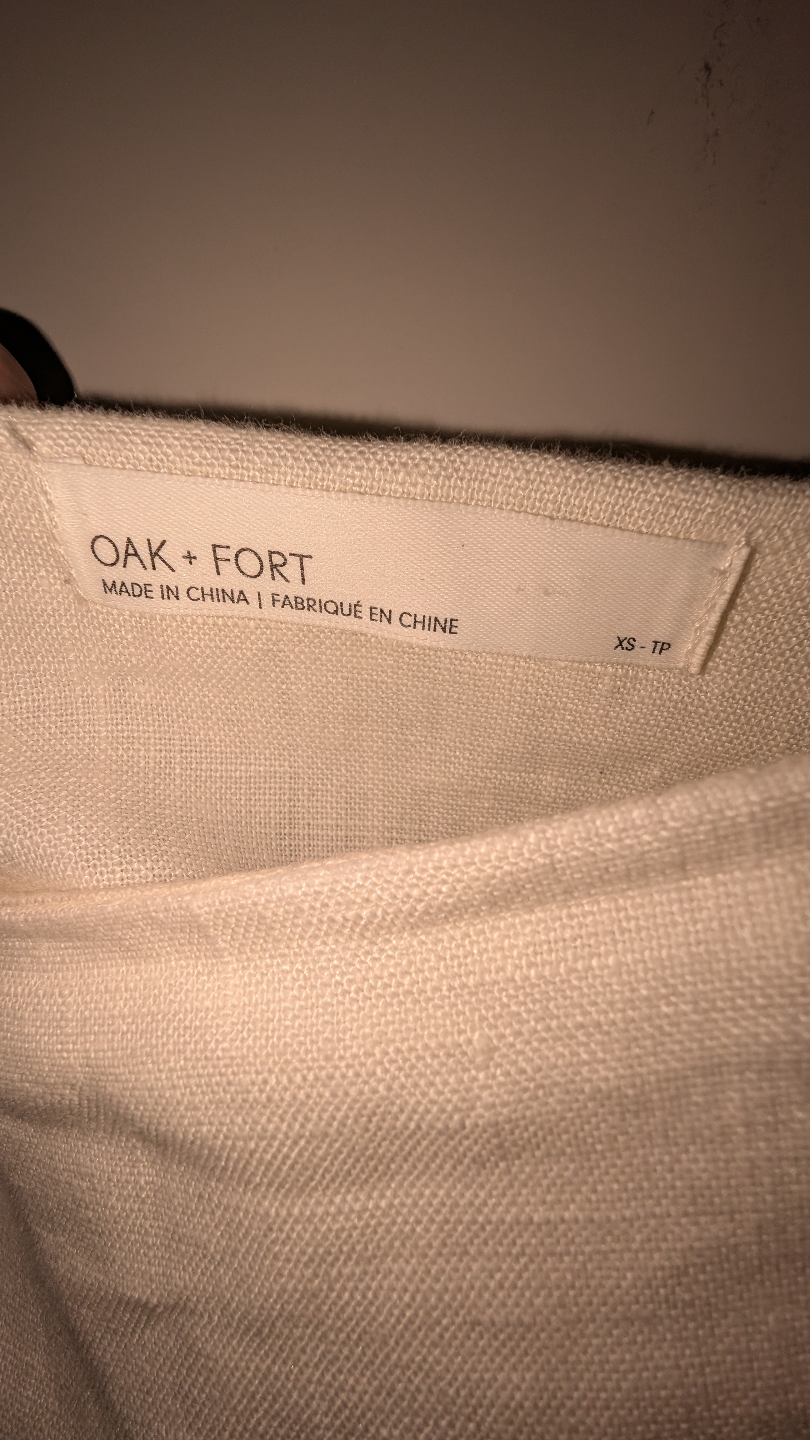 OAK + FORT
MADE IN CHINA | FABRIQUÉ EN CHINE
XS - TP